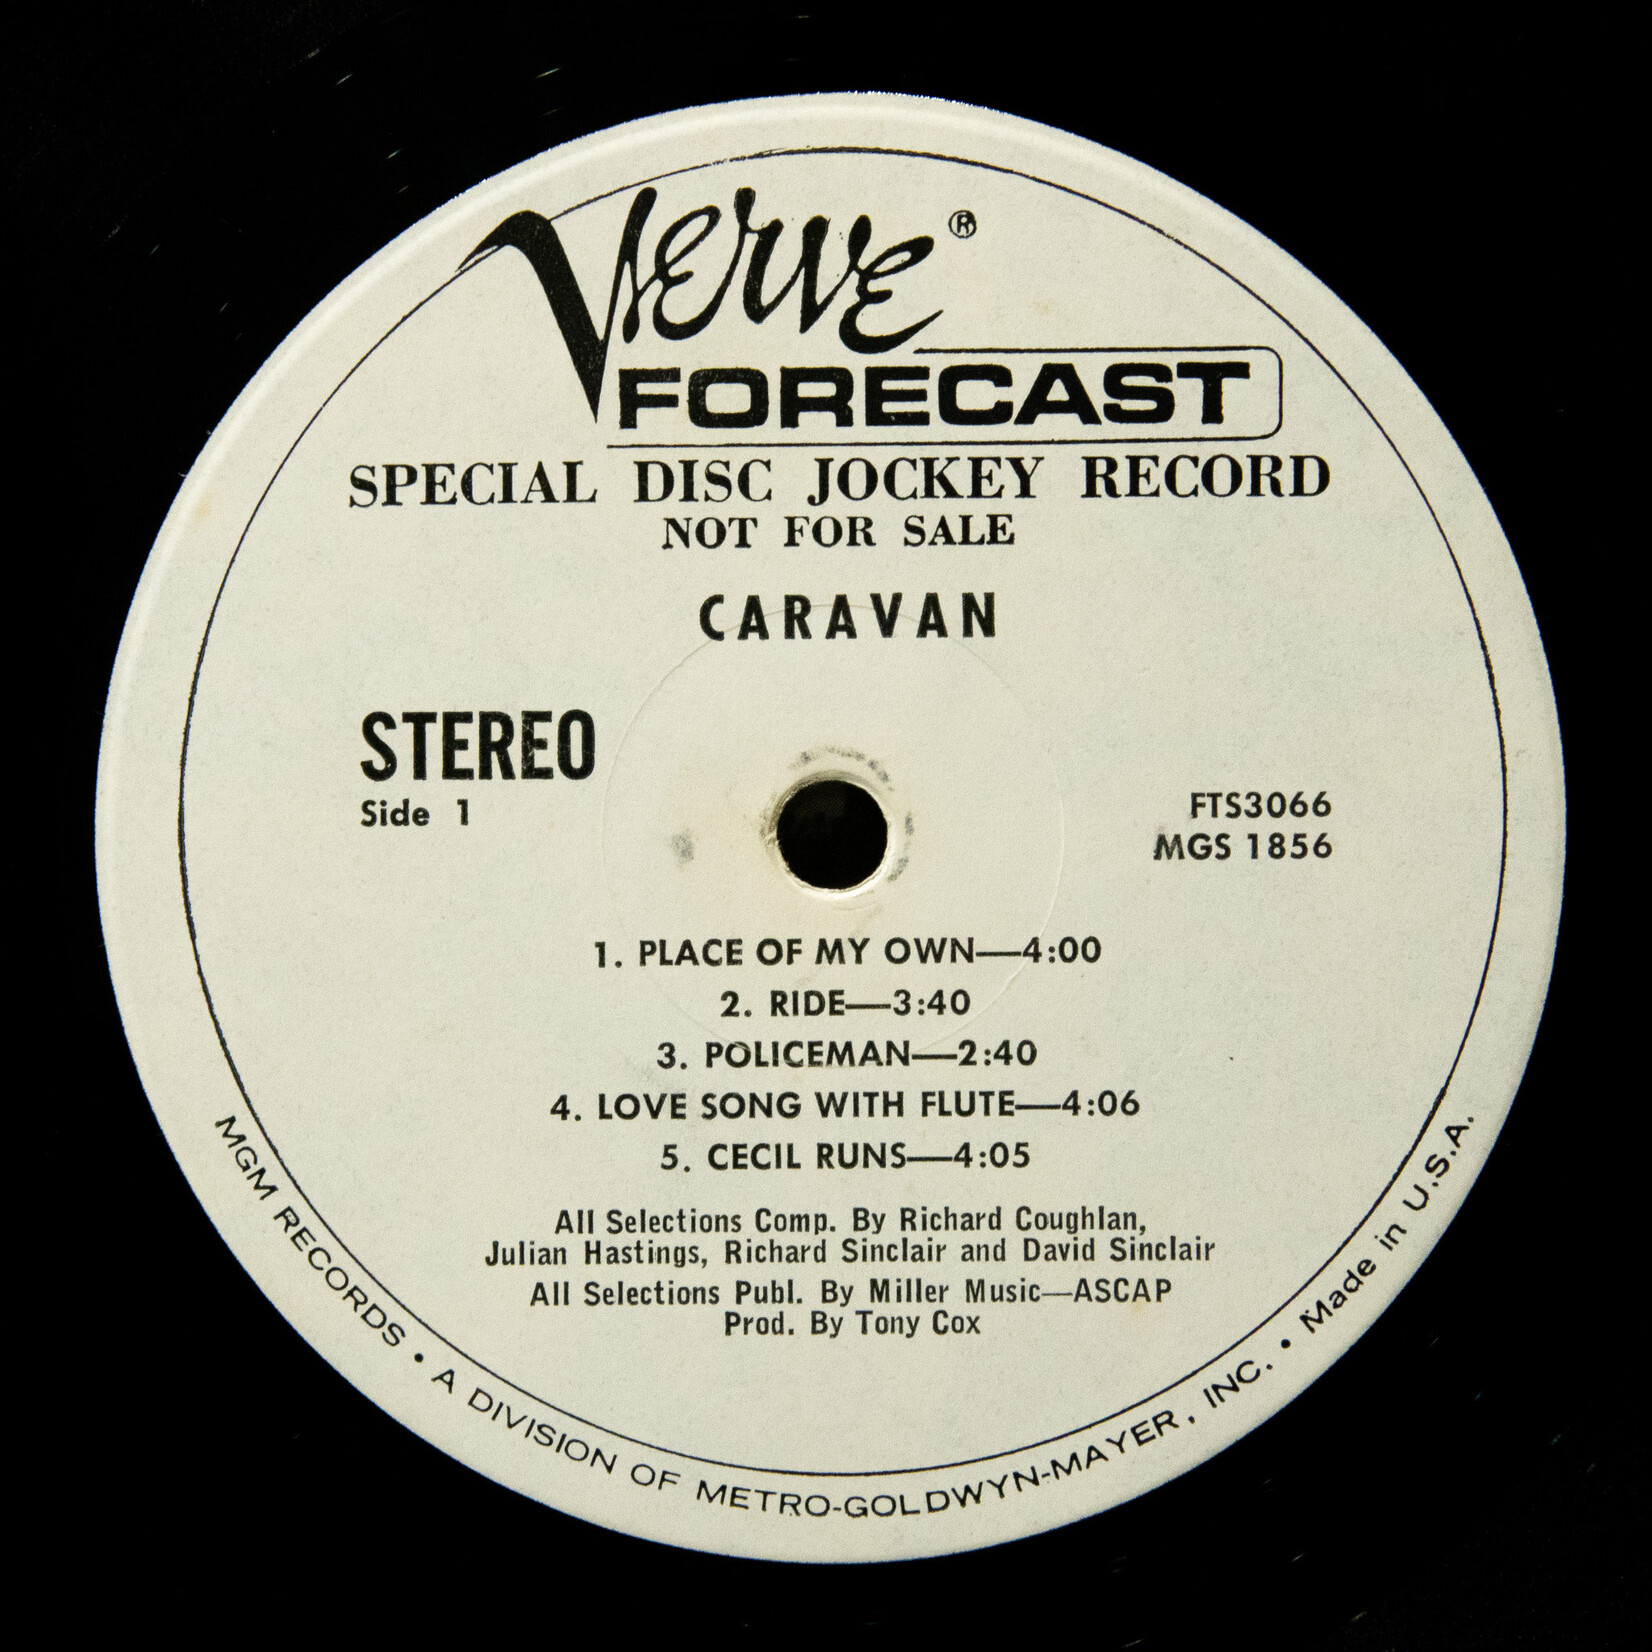 Verve ®
FORECAST
SPECIAL DISC JOCKEY RECORD
NOT FOR SALE
CARAVAN
STEREO
Side 1
FTS3066
MGS 1856
1. PLACE OF MY OWN—4:00
2. RIDE—3:40
3. POLICEMAN—2:40
4. LOVE SONG WITH FLUTE—4:06
5. CECIL RUNS—4:05
All Selections Comp. By Richard Coughlan,
Julian Hastings, Richard Sinclair and David Sinclair
All Selections Publ. By Miller Music—ASCAP
Prod. By Tony Cox
MGM RECORDS • A DIVISION OF METRO-GOLDWYN-MAYER, INC. • Made in U.S.A.